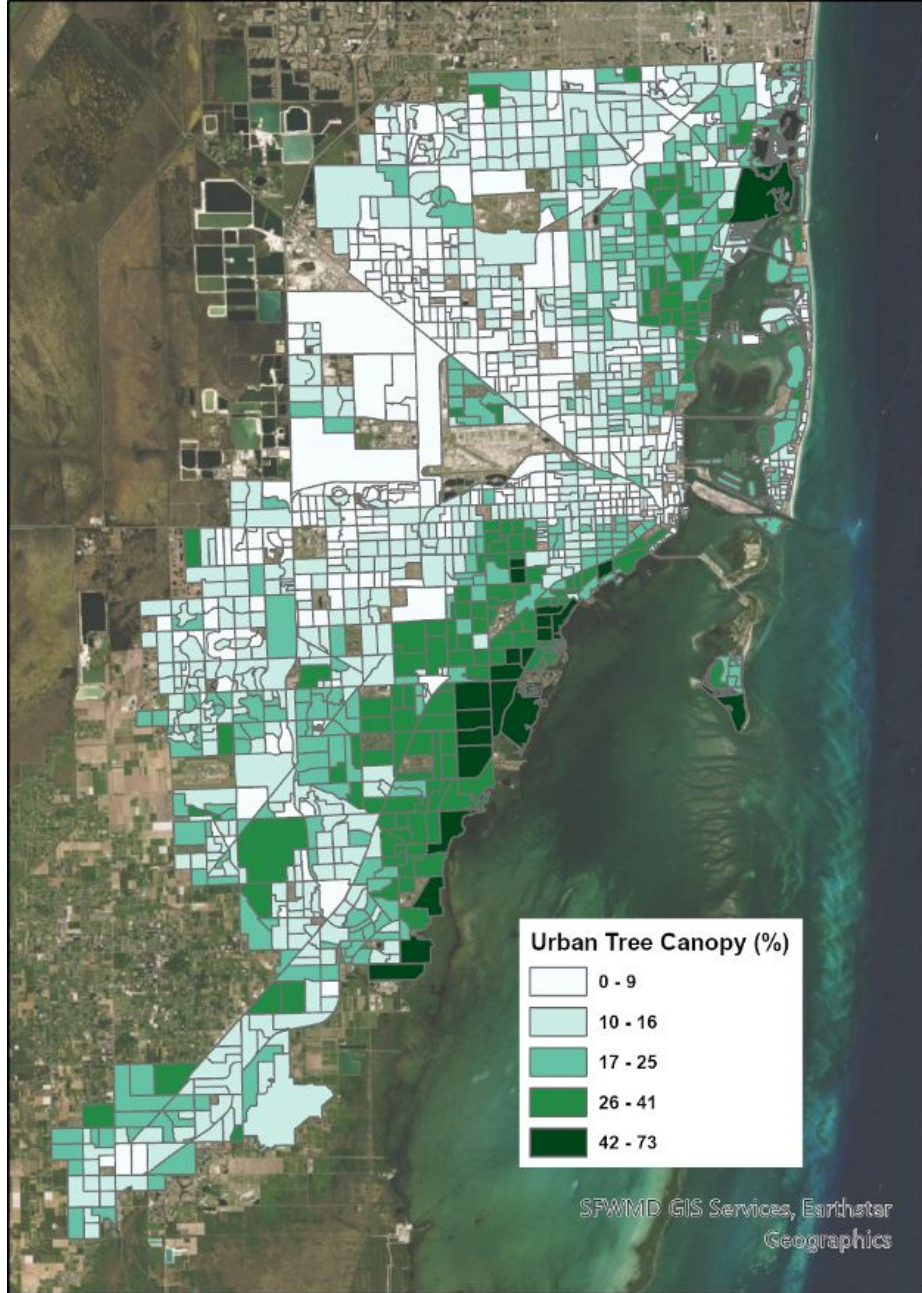 Urban Tree Canopy (%)
0 - 9
10 - 16
17 - 25
26 - 41
42 - 73
SFWMD GIS Services, Earthstar
Geographics